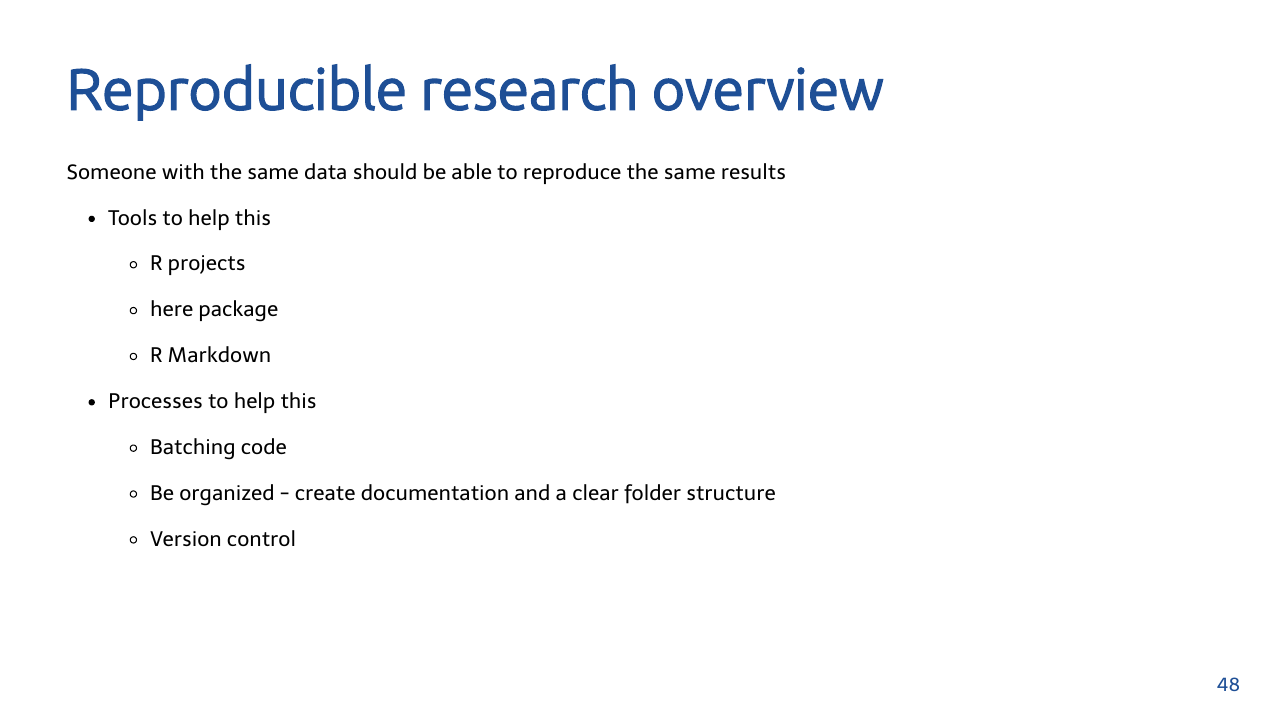 Reproducible research overview
Someone with the same data should be able to reproduce the same results
• Tools to help this
◦ R projects
◦ here package
◦ R Markdown
• Processes to help this
◦ Batching code
◦ Be organized - create documentation and a clear folder structure
◦ Version control
48